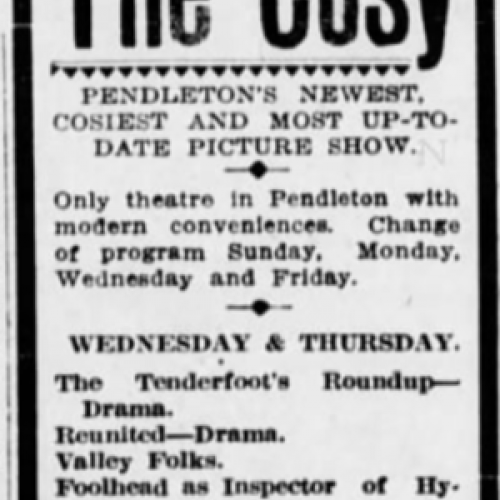 The Cosy
PENDLETON'S NEWEST,
COSIEST AND MOST UP-TO-
DATE PICTURE SHOW.
Only theatre in Pendleton with
modern conveniences. Change
of program Sunday, Monday,
Wednesday and Friday.
WEDNESDAY & THURSDAY.
The Tenderfoot's Roundup—
Drama.
Reunited—Drama.
Valley Folks.
Foolhead as Inspector of Hy-